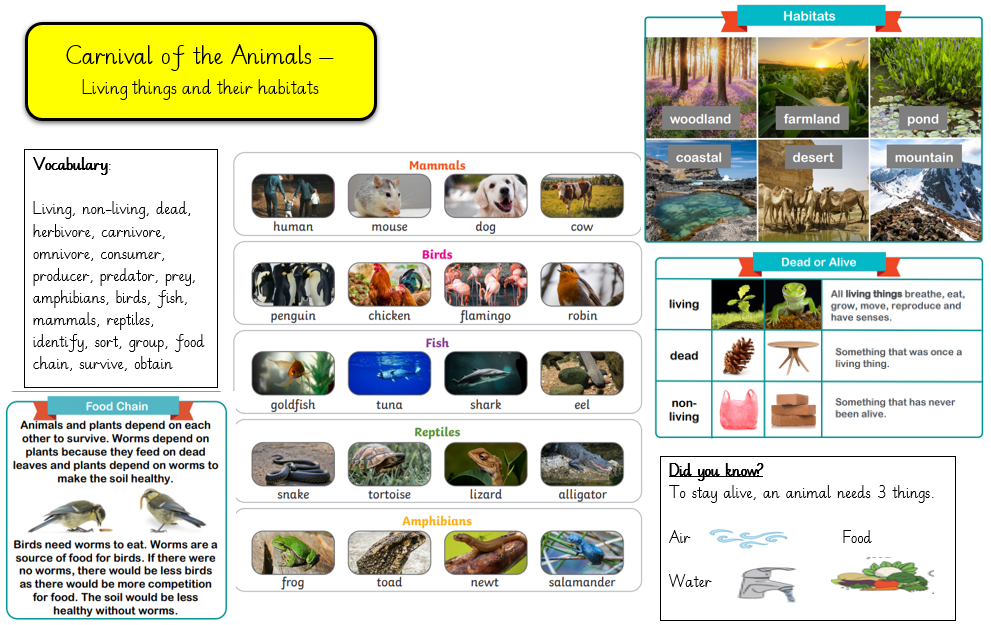 Carnival of the Animals –
Living things and their habitats
Vocabulary:
Living, non-living, dead,
herbivore, carnivore,
omnivore, consumer,
producer, predator, prey,
amphibians, birds, fish,
mammals, reptiles,
identify, sort, group, food
chain, survive, obtain
Food Chain
Animals and plants depend on each
other to survive. Worms depend on
plants because they feed on dead
leaves and plants depend on worms to
make the soil healthy.
Birds need worms to eat. Worms are a
source of food for birds. If there were
no worms, there would be less birds
as there would be more competition
for food. The soil would be less
healthy without worms.
Mammals
human mouse dog cow
Birds
penguin chicken flamingo robin
Fish
goldfish tuna shark eel
Reptiles
snake tortoise lizard alligator
Amphibians
frog toad newt salamander
Habitats
woodland farmland pond
coastal desert mountain
Dead or Alive
living
All living things breathe, eat,
grow, move, reproduce and
have senses.
dead
Something that was once a
living thing.
non-
living
Something that has never
been alive.
Did you know?
To stay alive, an animal needs 3 things.
Air Food
Water